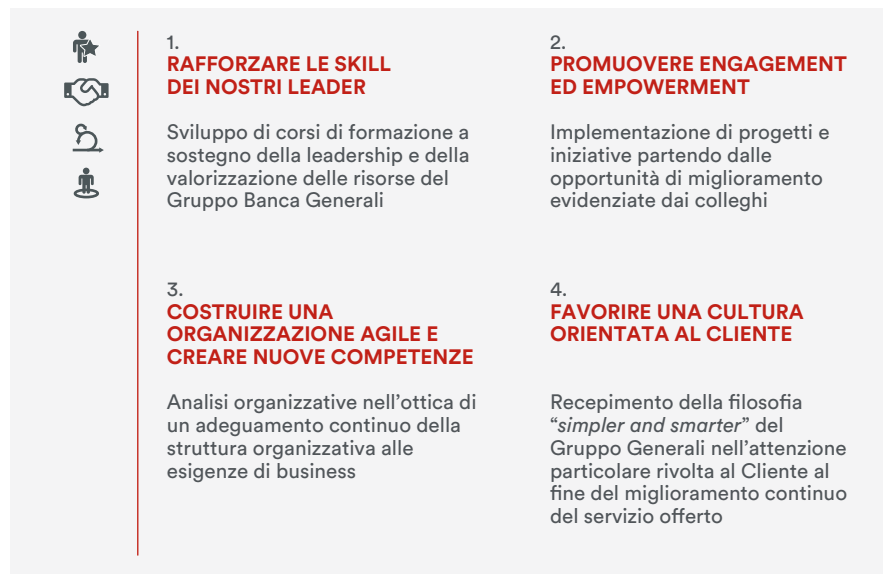 1.
RAFFORZARE LE SKILL
DEI NOSTRI LEADER
Sviluppo di corsi di formazione a
sostegno della leadership e della
valorizzazione delle risorse del
Gruppo Banca Generali
2.
PROMUOVERE ENGAGEMENT
ED EMPOWERMENT
Implementazione di progetti e
iniziative partendo dalle
opportunità di miglioramento
evidenziate dai colleghi
3.
COSTRUIRE UNA
ORGANIZZAZIONE AGILE E
CREARE NUOVE COMPETENZE
Analisi organizzative nell’ottica di
un adeguamento continuo della
struttura organizzativa alle
esigenze di business
4.
FAVORIRE UNA CULTURA
ORIENTATA AL CLIENTE
Recepimento della filosofia
“simpler and smarter” del
Gruppo Generali nell’attenzione
particolare rivolta al Cliente al
fine del miglioramento continuo
del servizio offerto